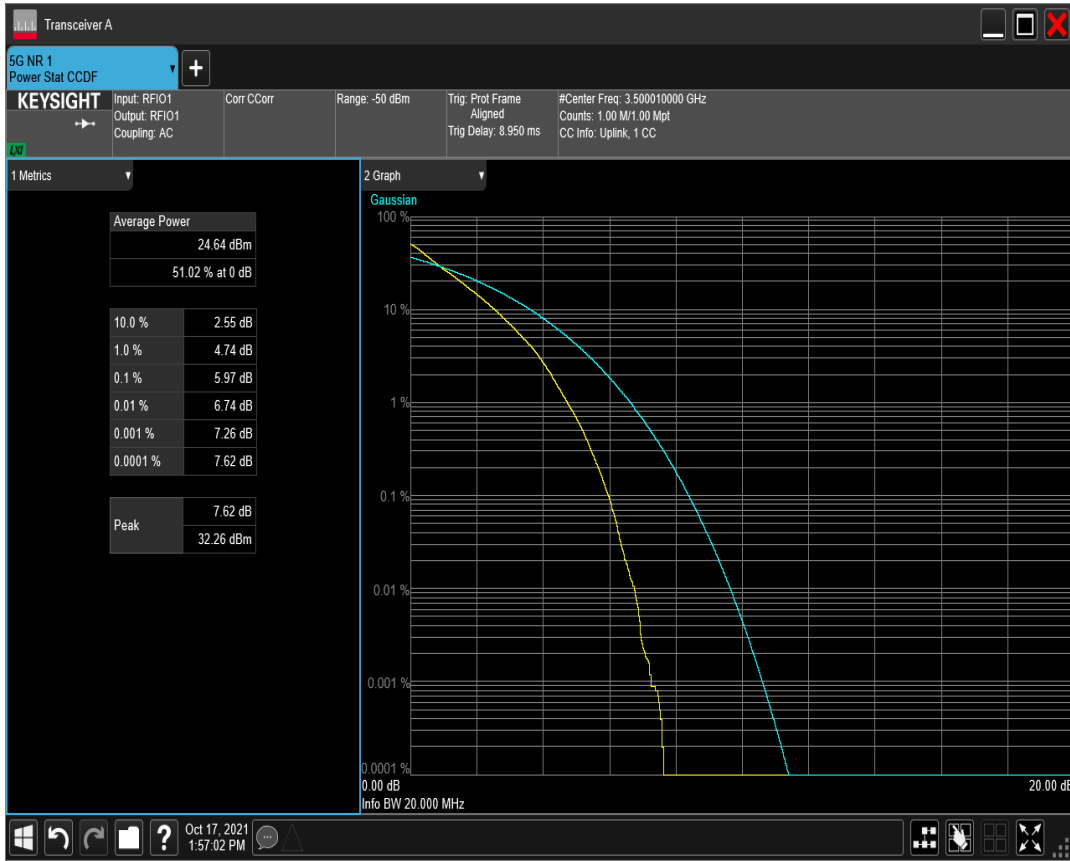 Transceiver A
5G NR 1
Power Stat CCDF
KEYSIGHT
LXI
Input: RFIO1
Output: RFIO1
Coupling: AC
Corr CCorr
Range: -50 dBm
Trig: Prot Frame
Aligned
Trig Delay: 8.950 ms
#Center Freq: 3.500010000 GHz
Counts: 1.00 M/1.00 Mpt
CC Info: Uplink, 1 CC
1 Metrics
Average Power
24.64 dBm
51.02 % at 0 dB
10.0 % 2.55 dB
1.0 % 4.74 dB
0.1 % 5.97 dB
0.01 % 6.74 dB
0.001 % 7.26 dB
0.0001 % 7.62 dB
Peak
7.62 dB
32.26 dBm
2 Graph
Gaussian
100 %
10 %
1 %
0.1 %
0.01 %
0.001 %
0.0001 %
0.00 dB 20.00 dB
Info BW 20.000 MHz
Oct 17, 2021
1:57:02 PM